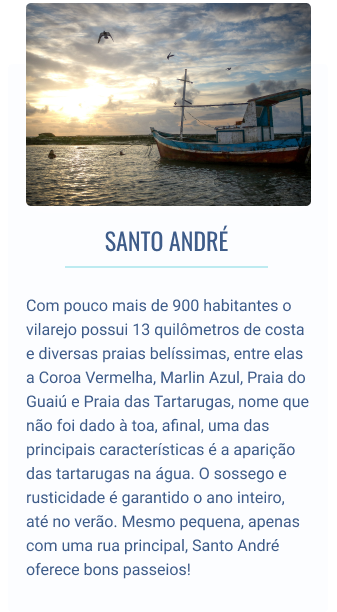 SANTO ANDRÉ
Com pouco mais de 900 habitantes o
vilarejo possui 13 quilômetros de costa
e diversas praias belíssimas, entre elas
a Coroa Vermelha, Marlin Azul, Praia do
Guaiú e Praia das Tartarugas, nome que
não foi dado à toa, afinal, uma das
principais características é a aparição
das tartarugas na água. O sossego e
rusticidade é garantido o ano inteiro,
até no verão. Mesmo pequena, apenas
com uma rua principal, Santo André
oferece bons passeios!